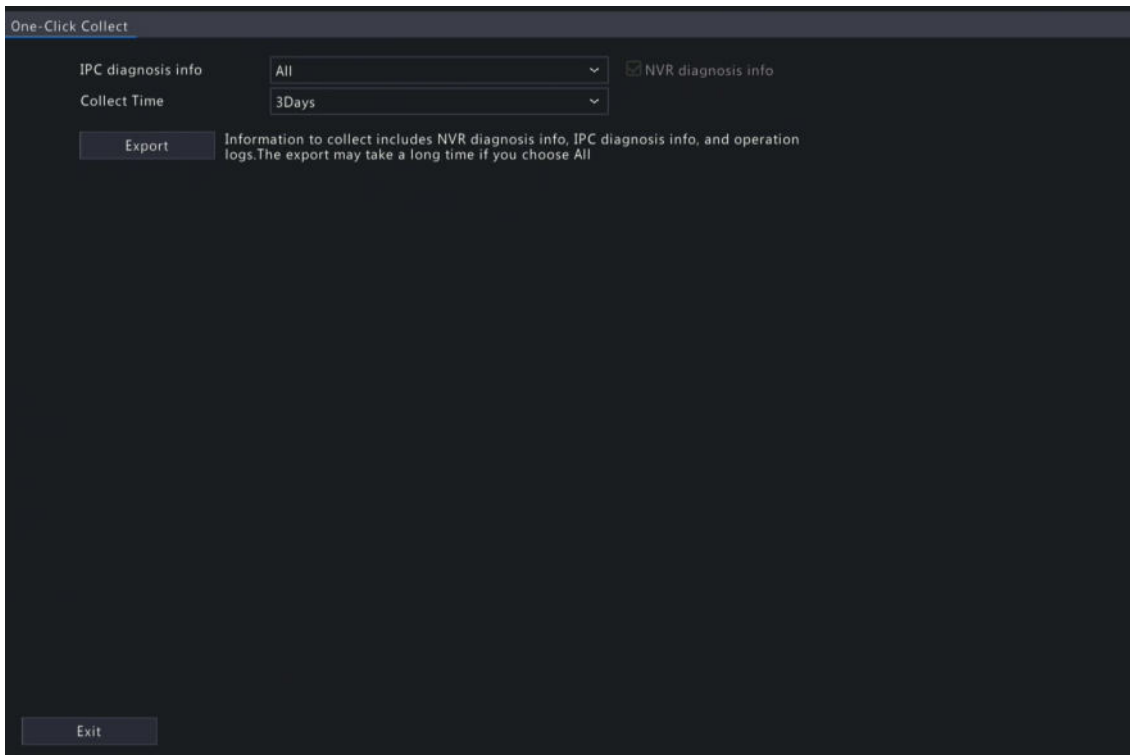 One-Click Collect
IPC diagnosis info All NVR diagnosis info
Collect Time 3Days
Export Information to collect includes NVR diagnosis info, IPC diagnosis info, and operation
logs.The export may take a long time if you choose All
Exit